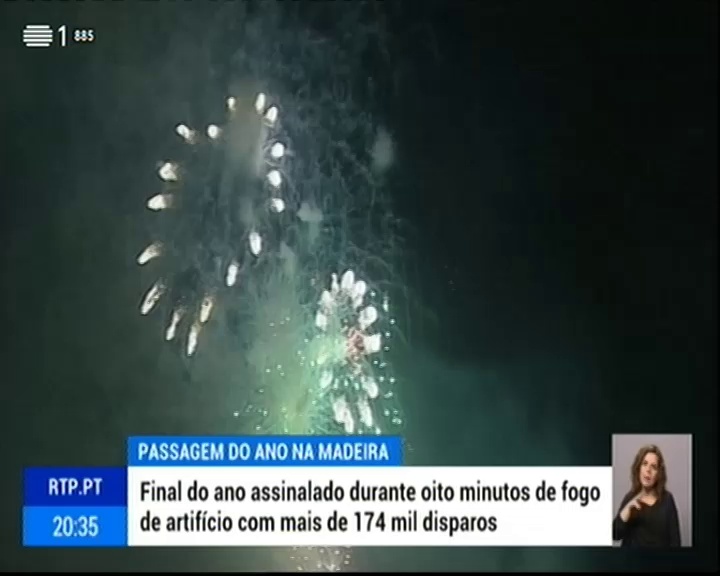 1 885
PASSAGEM DO ANO NA MADEIRA
RTP.PT
20:35
Final do ano assinalado durante oito minutos de fogo
de artifício com mais de 174 mil disparos